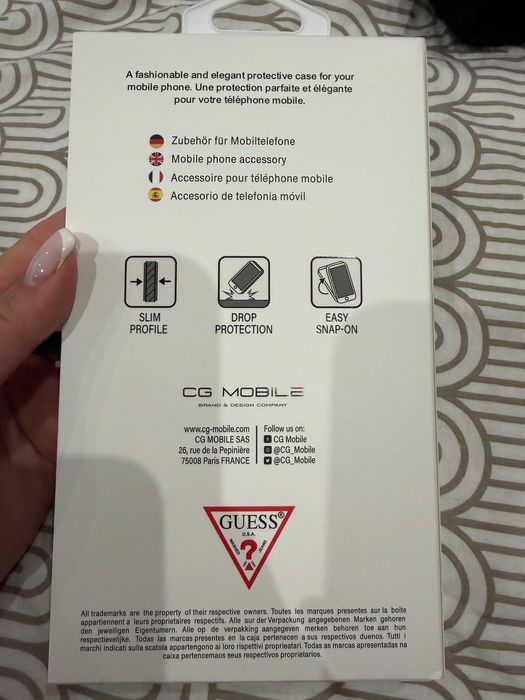 A fashionable and elegant protective case for your
mobile phone. Une protection parfaite et élégante
pour votre téléphone mobile.
Zubehör für Mobiltelefone
Mobile phone accessory
Accessoire pour téléphone mobile
Accesorio de telefonia móvil
SLIM
PROFILE
DROP
PROTECTION
EASY
SNAP-ON
CG MOBILE
BRAND & DESIGN COMPANY
www.cg-mobile.com
CG MOBILE SAS
26, rue de la Pepinière
75008 Paris FRANCE
Follow us on:
CG Mobile
@CG_Mobile
@CG_Mobile
GUESS®
U.S.A.
WASHED JEANS
?
All trademarks are the property of their respective owners. Toutes les marques presentes sur la boite
appartiennent a leurs proprietaires respectifs. Alle aur der Verpackung angegebenen Marken gehoren
den jeweiligen Eigentumern. Alle op de verpakking aangegeven merken behoren toe aan hun
respectievelijke. Todas las marcas presentes en la caja pertenecen a sus respectivos duenos. Tutti i
marchi indicati sulla scatola appartengono ai loro rispettivi proprietari. Todas as marcas apresentadas na
caixa pertencemaos seus respectivos proprietarios.